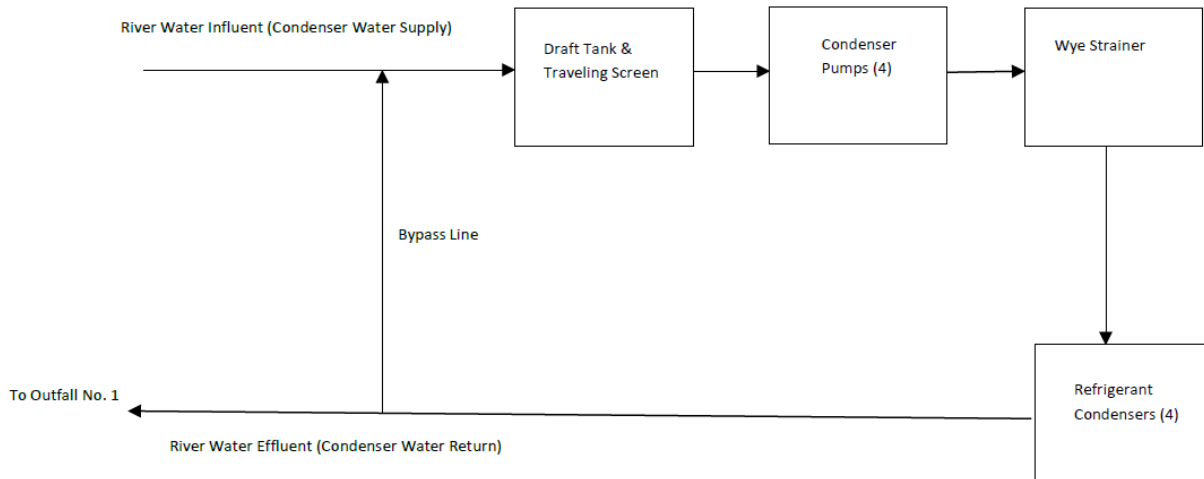 River Water Influent (Condenser Water Supply)
Draft Tank &
Traveling Screen
Condenser
Pumps (4)
Wye Strainer
Bypass Line
To Outfall No. 1
River Water Effluent (Condenser Water Return)
Refrigerant
Condensers (4)